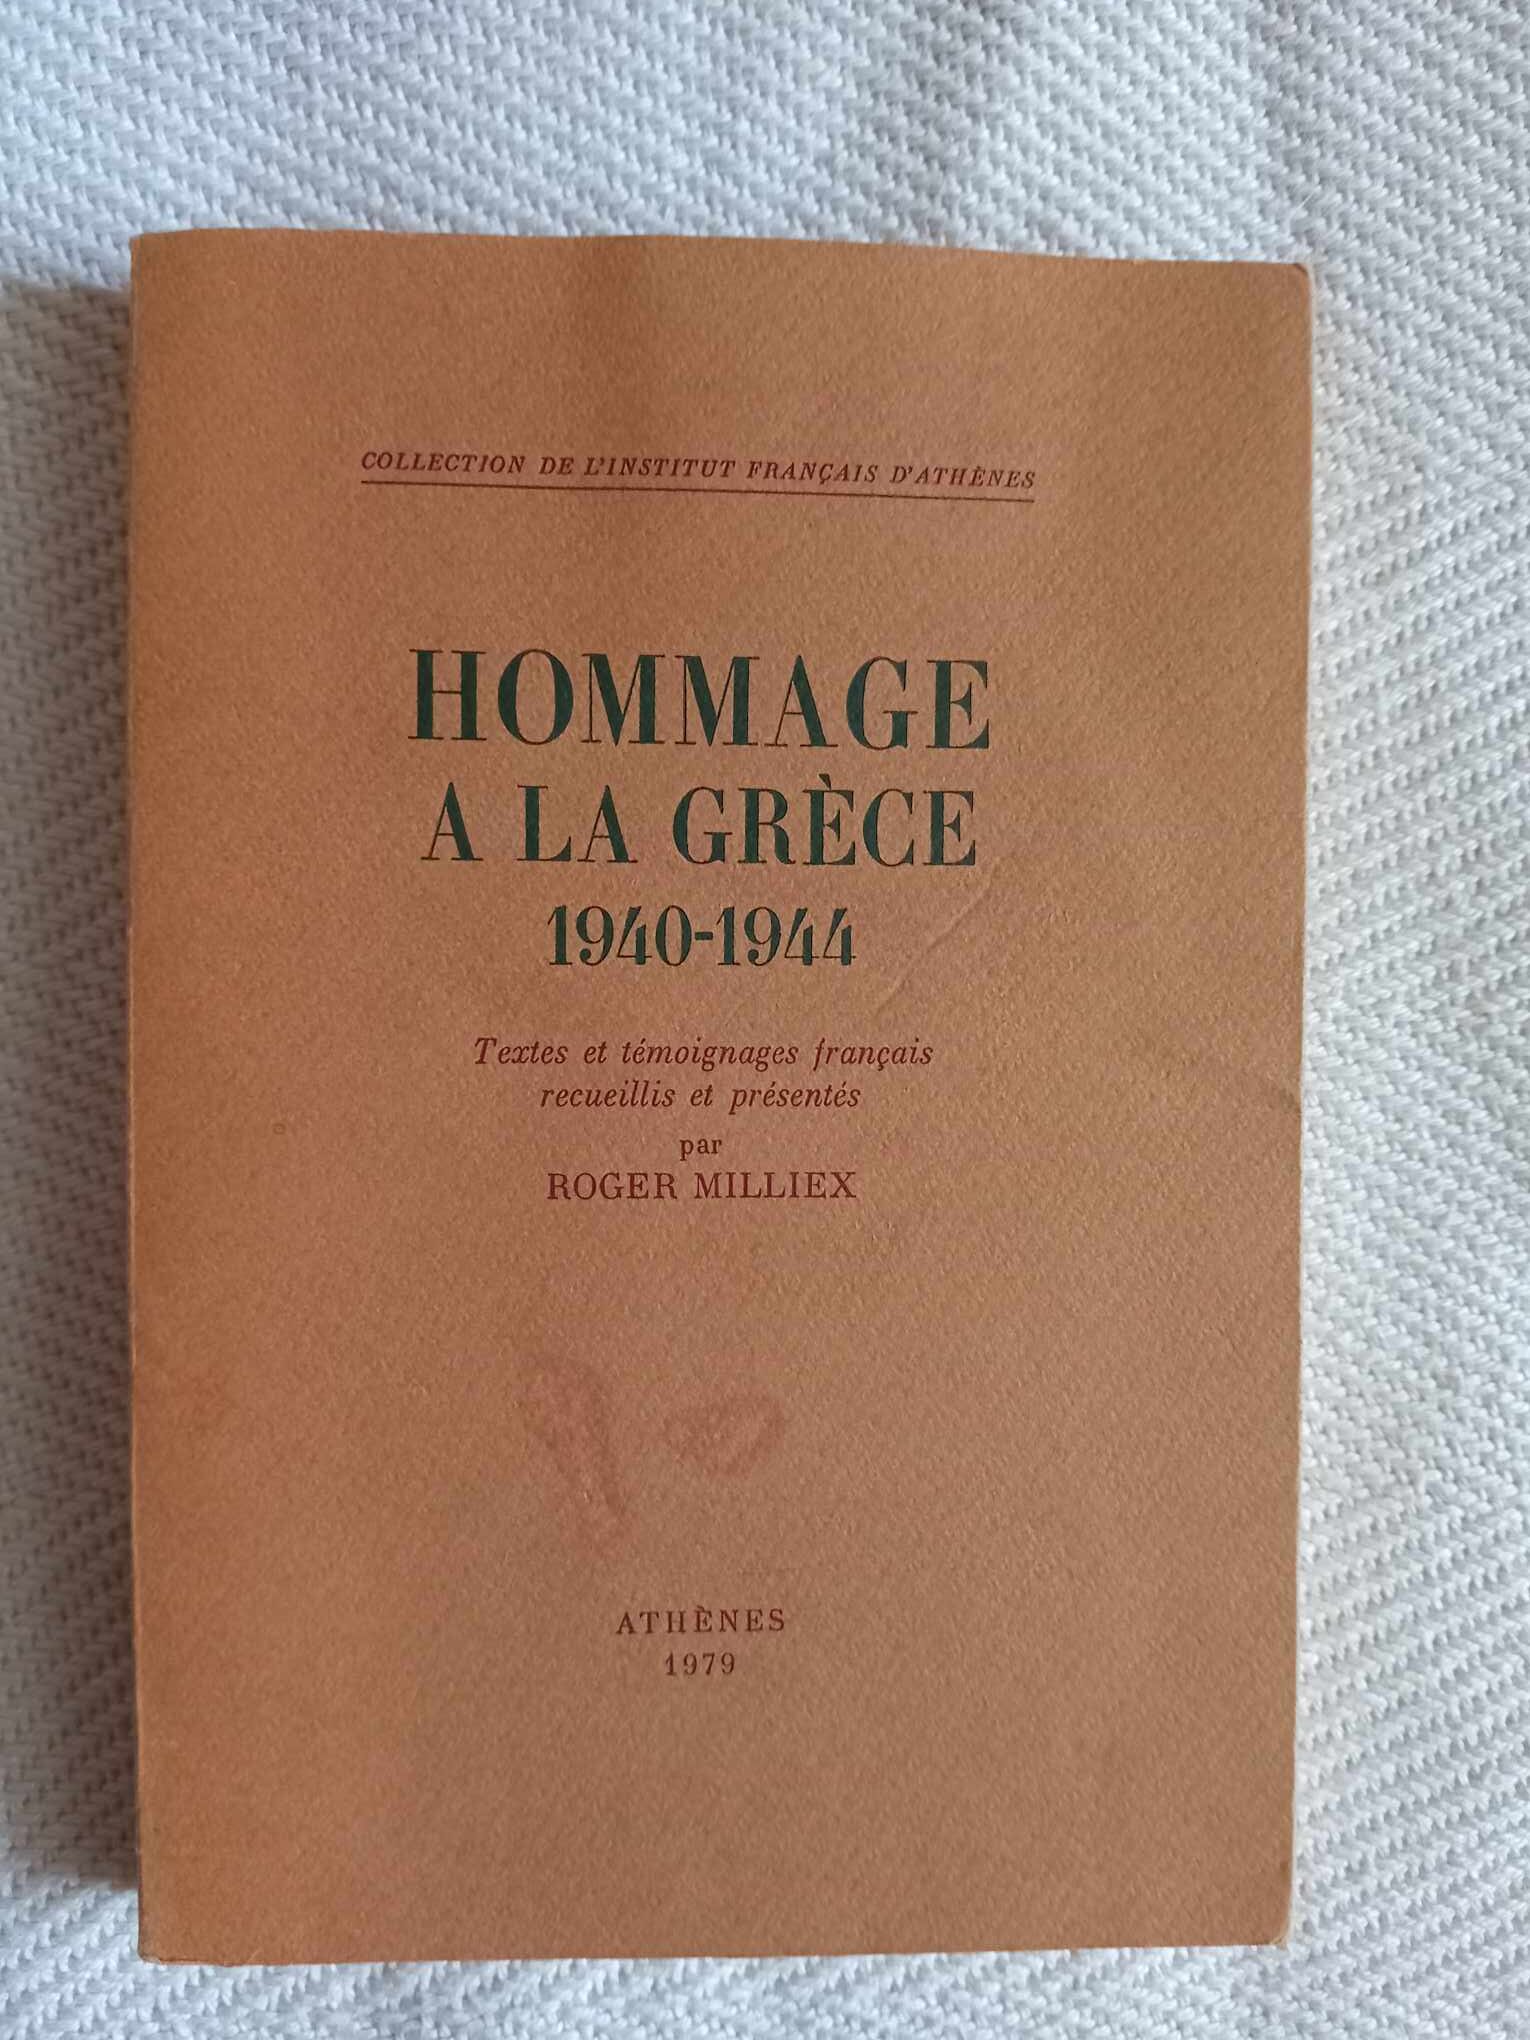 COLLECTION DE L'INSTITUT FRANÇAIS D'ATHÈNES
HOMMAGE
A LA GRÈCE
1940-1944
Textes et témoignages français
recueillis et présentés
par
ROGER MILLIEX
ATHÈNES
1979